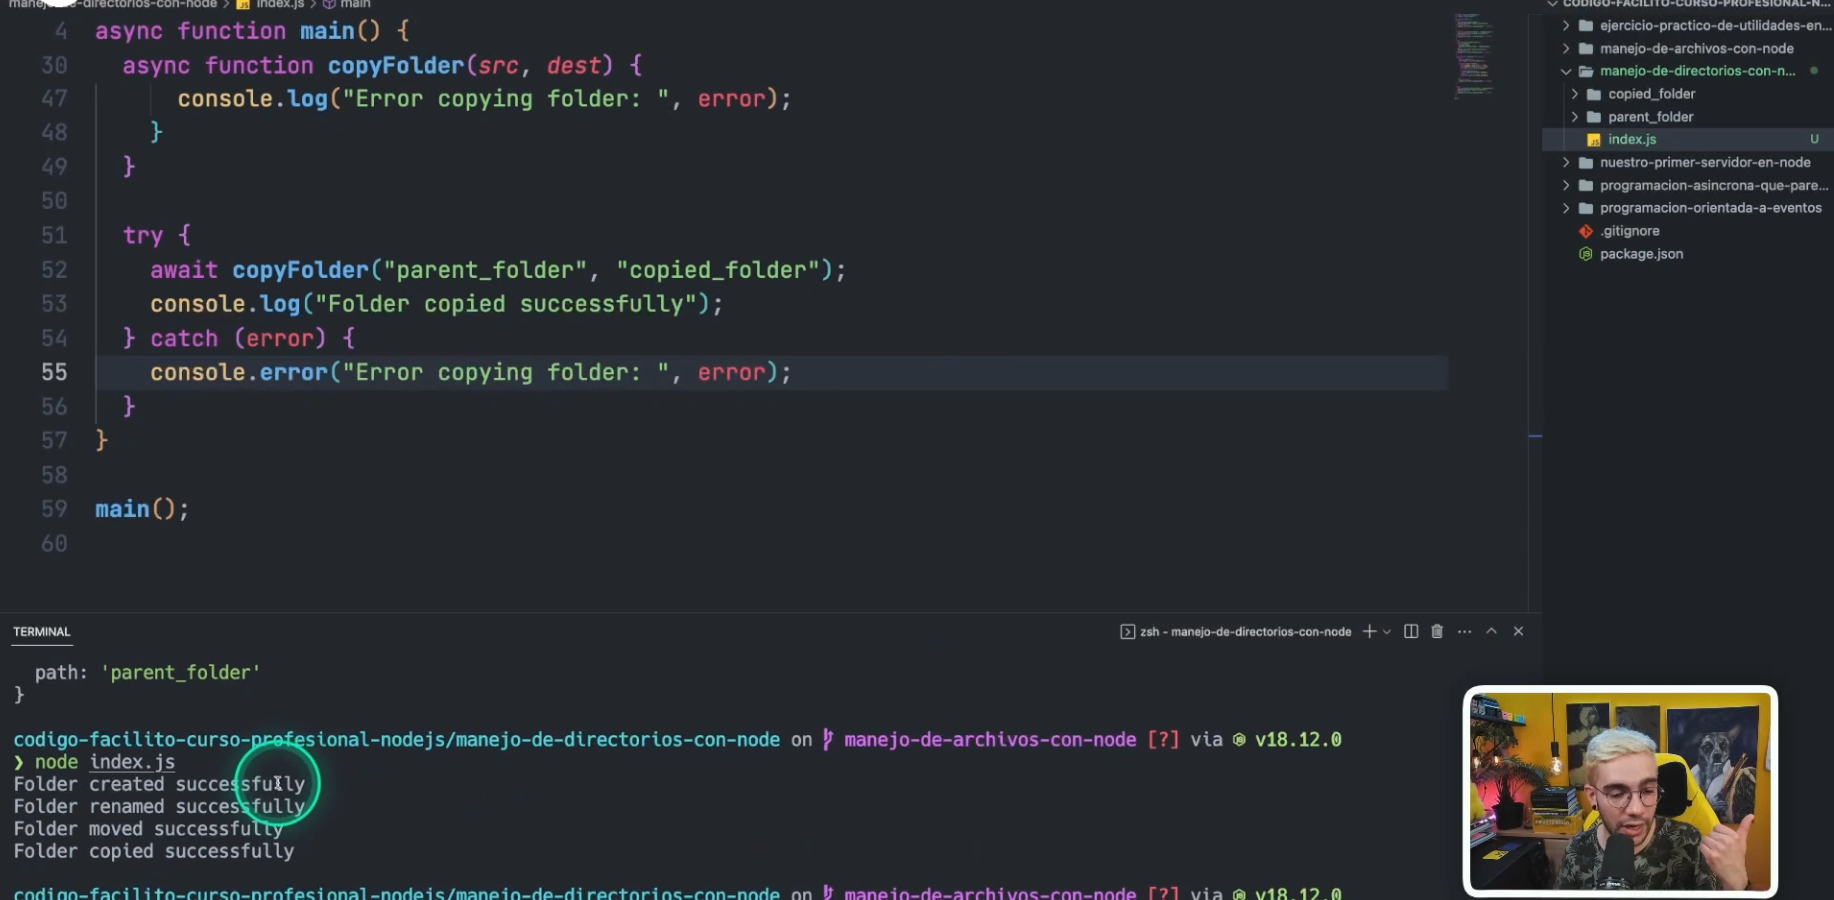 manejo-de-directorios-con-node > JS index.js > main
4 async function main() {
30 async function copyFolder(src, dest) {
47 console.log("Error copying folder: ", error);
48 }
49 }
50
51 try {
52 await copyFolder("parent_folder", "copied_folder");
53 console.log("Folder copied successfully");
54 } catch (error) {
55 console.error("Error copying folder: ", error);
56 }
57 }
58
59 main();
60
CODIGO-FACILITO-CURSO-PROFESIONAL-N...
ejercicio-practico-de-utilidades-en...
manejo-de-archivos-con-node
manejo-de-directorios-con-n...
copied_folder
parent_folder
JS index.js U
nuestro-primer-servidor-en-node
programacion-asincrona-que-pare...
programacion-orientada-a-eventos
.gitignore
package.json
TERMINAL
zsh - manejo-de-directorios-con-node
path: 'parent_folder'
}
codigo-facilito-curso-profesional-nodejs/manejo-de-directorios-con-node on manejo-de-archivos-con-node [?] via v18.12.0
❯ node index.js
Folder created successfully
Folder renamed successfully
Folder moved successfully
Folder copied successfully
codigo-facilito-curso-profesional-nodejs/manejo-de-directorios-con-node on manejo-de-archivos-con-node [?] via v18.12.0